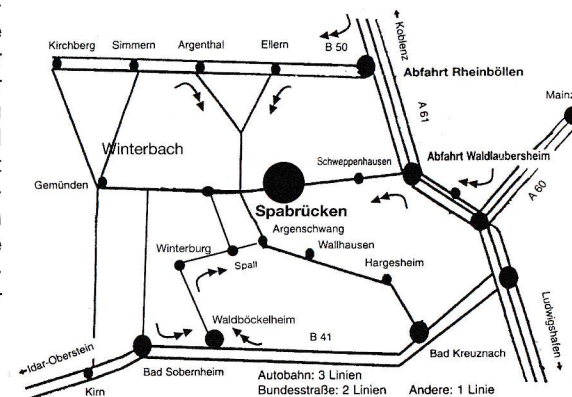 Kirchberg
Simmern
Argenthal
Ellern
B 50
Koblenz
Abfahrt Rheinböllen
A 61
Mainz
Winterbach
Schweppenhausen
Abfahrt Waldlaubersheim
A 60
Gemünden
Spabrücken
Argenschwang
Winterburg
Wallhausen
Spall
Hargesheim
Waldböckelheim
B 41
Ludwigshafen
Idar-Oberstein
Bad Kreuznach
Kirn
Bad Sobernheim
Autobahn: 3 Linien
Bundesstraße: 2 Linien Andere: 1 Linie